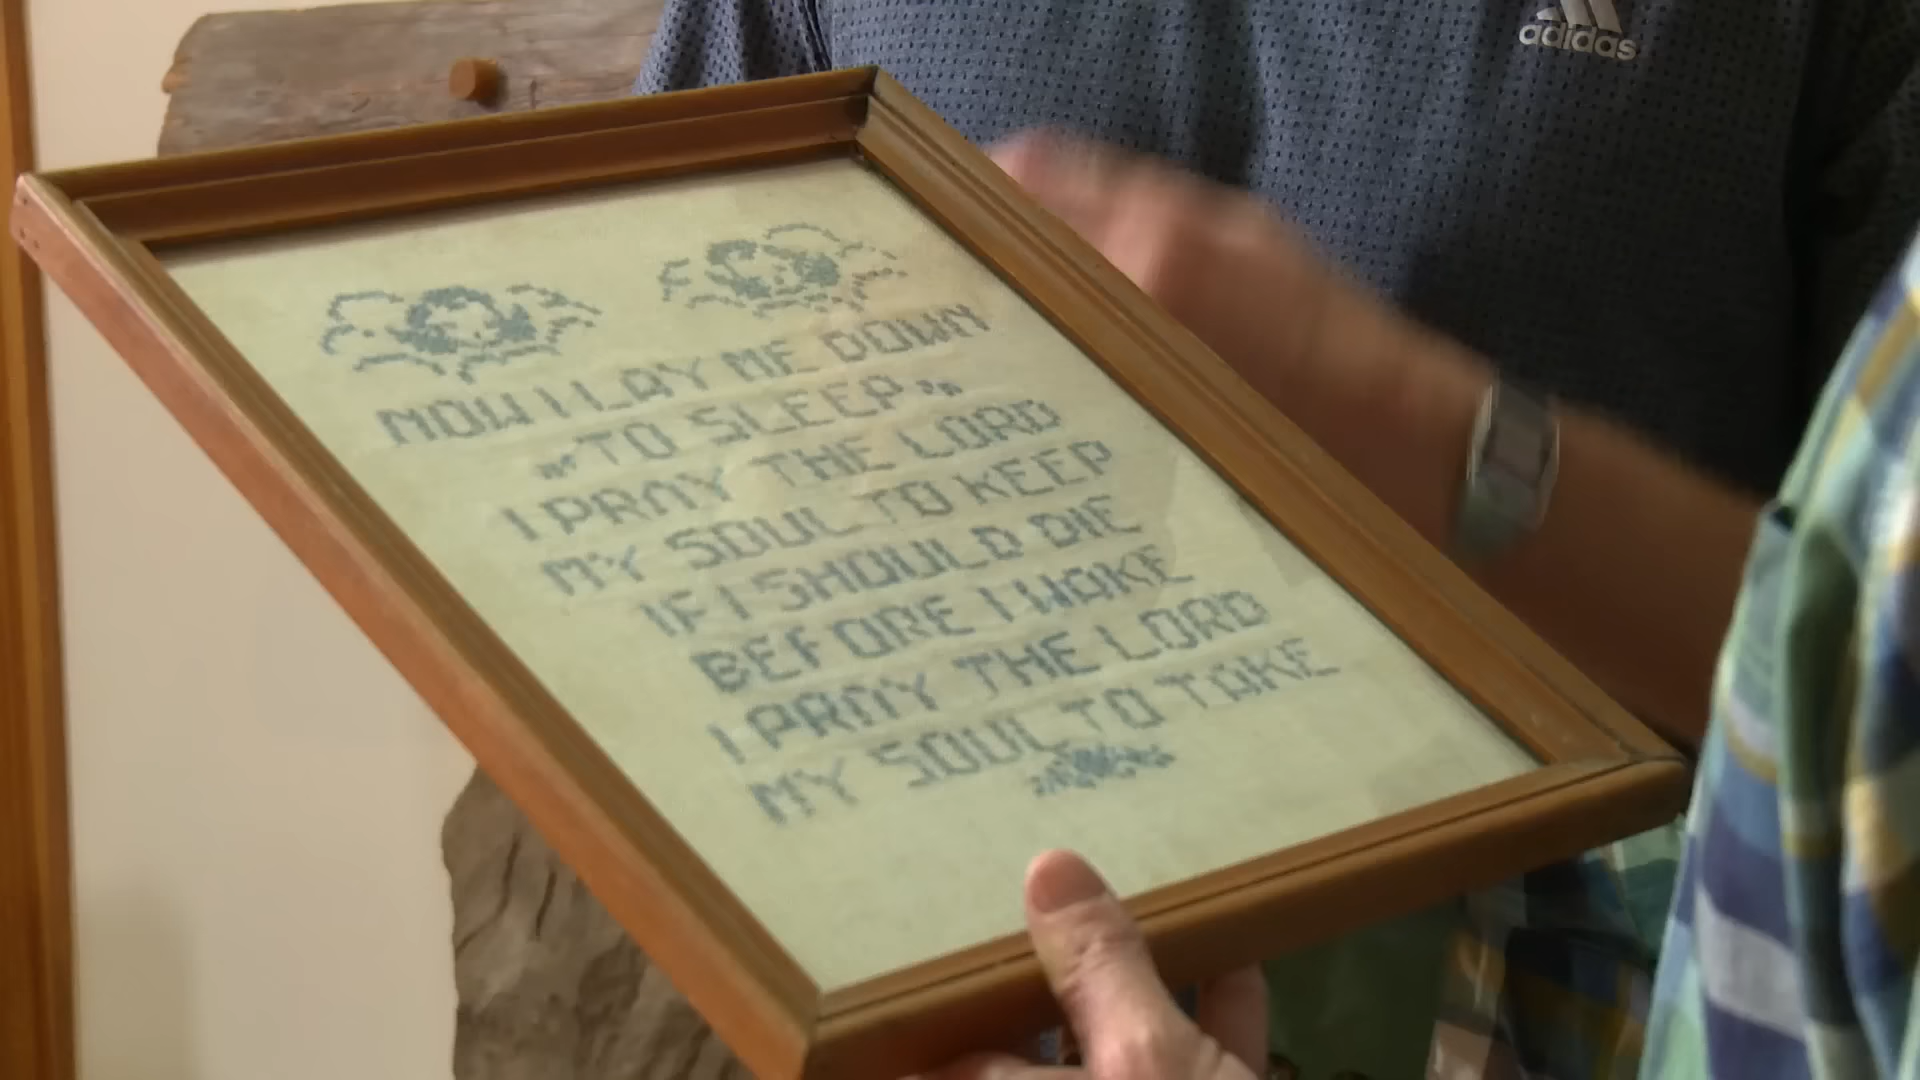 adidas
NOW I LAY ME DOWN
TO SLEEP
I PRAY THE LORD
MY SOUL TO KEEP
IF I SHOULD DIE
BEFORE I WAKE
I PRAY THE LORD
MY SOUL TO TAKE